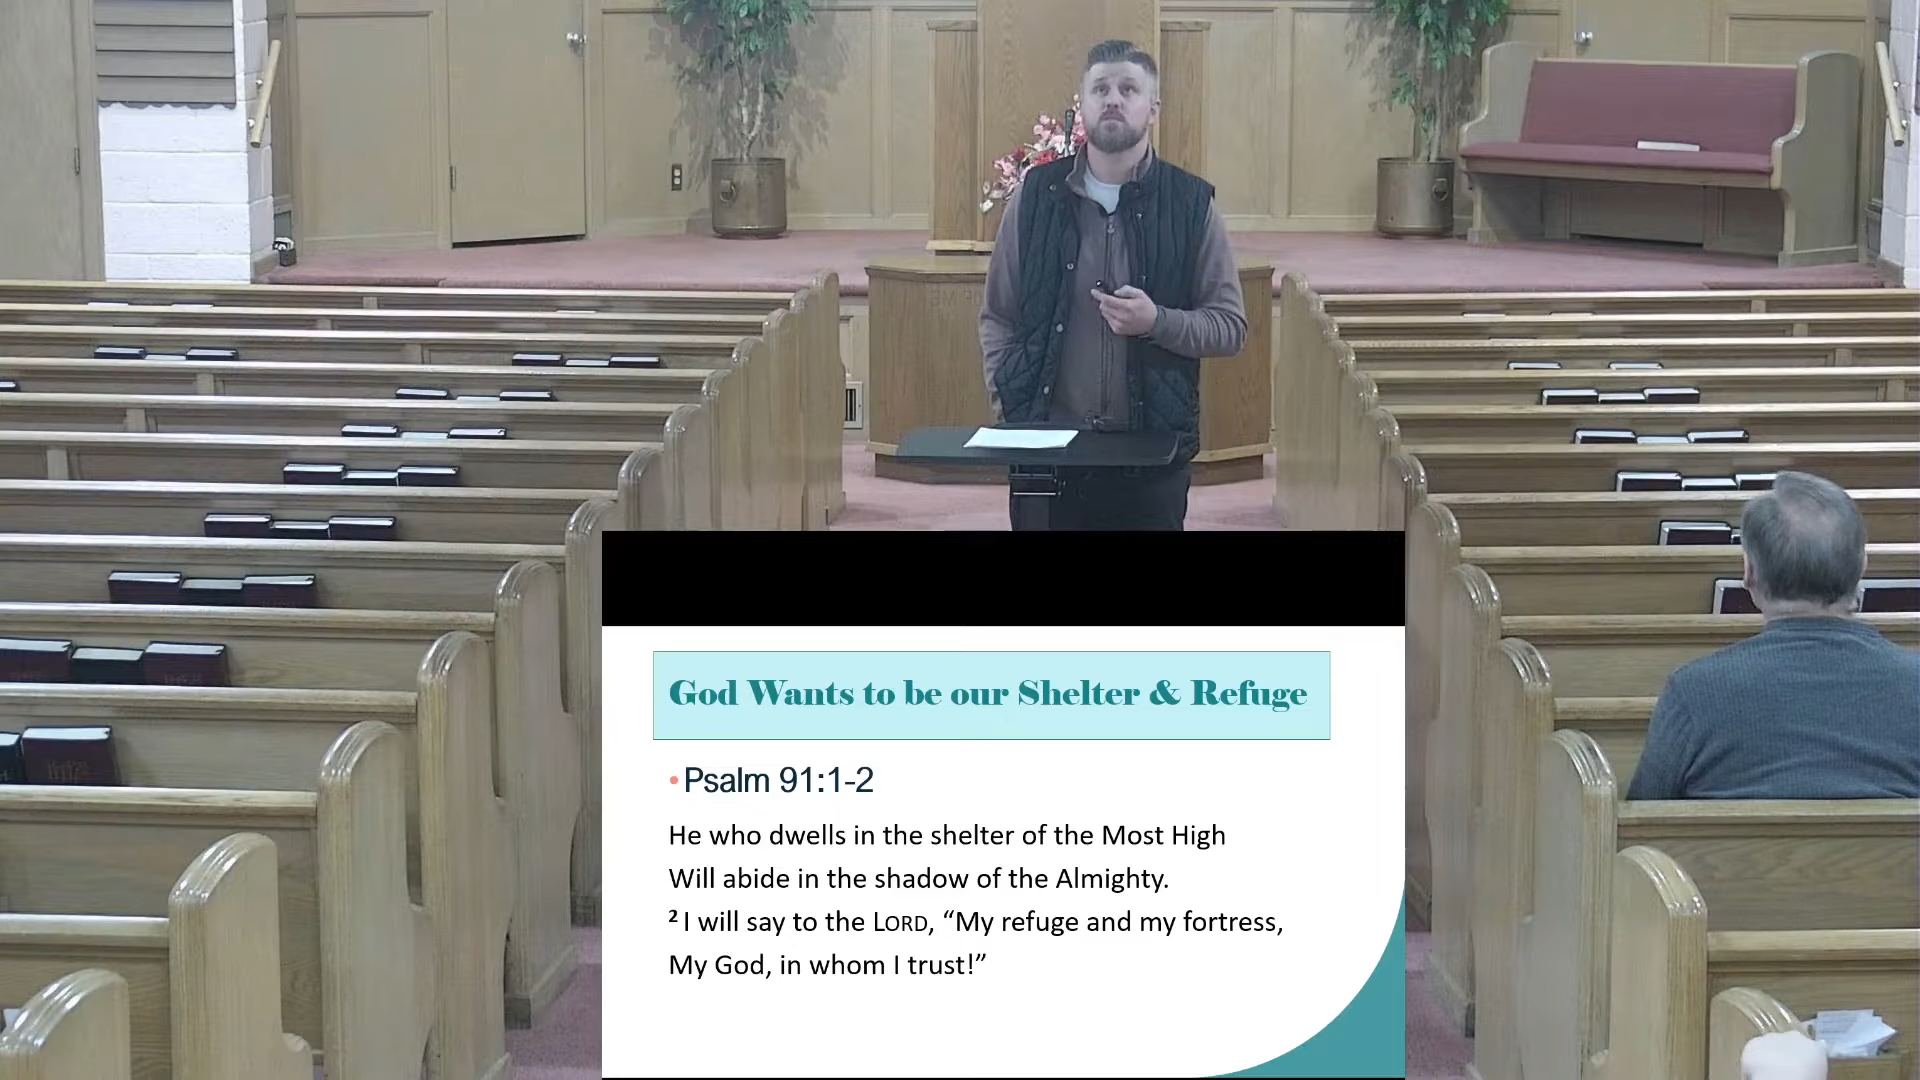 God Wants to be our Shelter & Refuge
• Psalm 91:1-2
He who dwells in the shelter of the Most High
Will abide in the shadow of the Almighty.
² I will say to the LORD, “My refuge and my fortress,
My God, in whom I trust!”